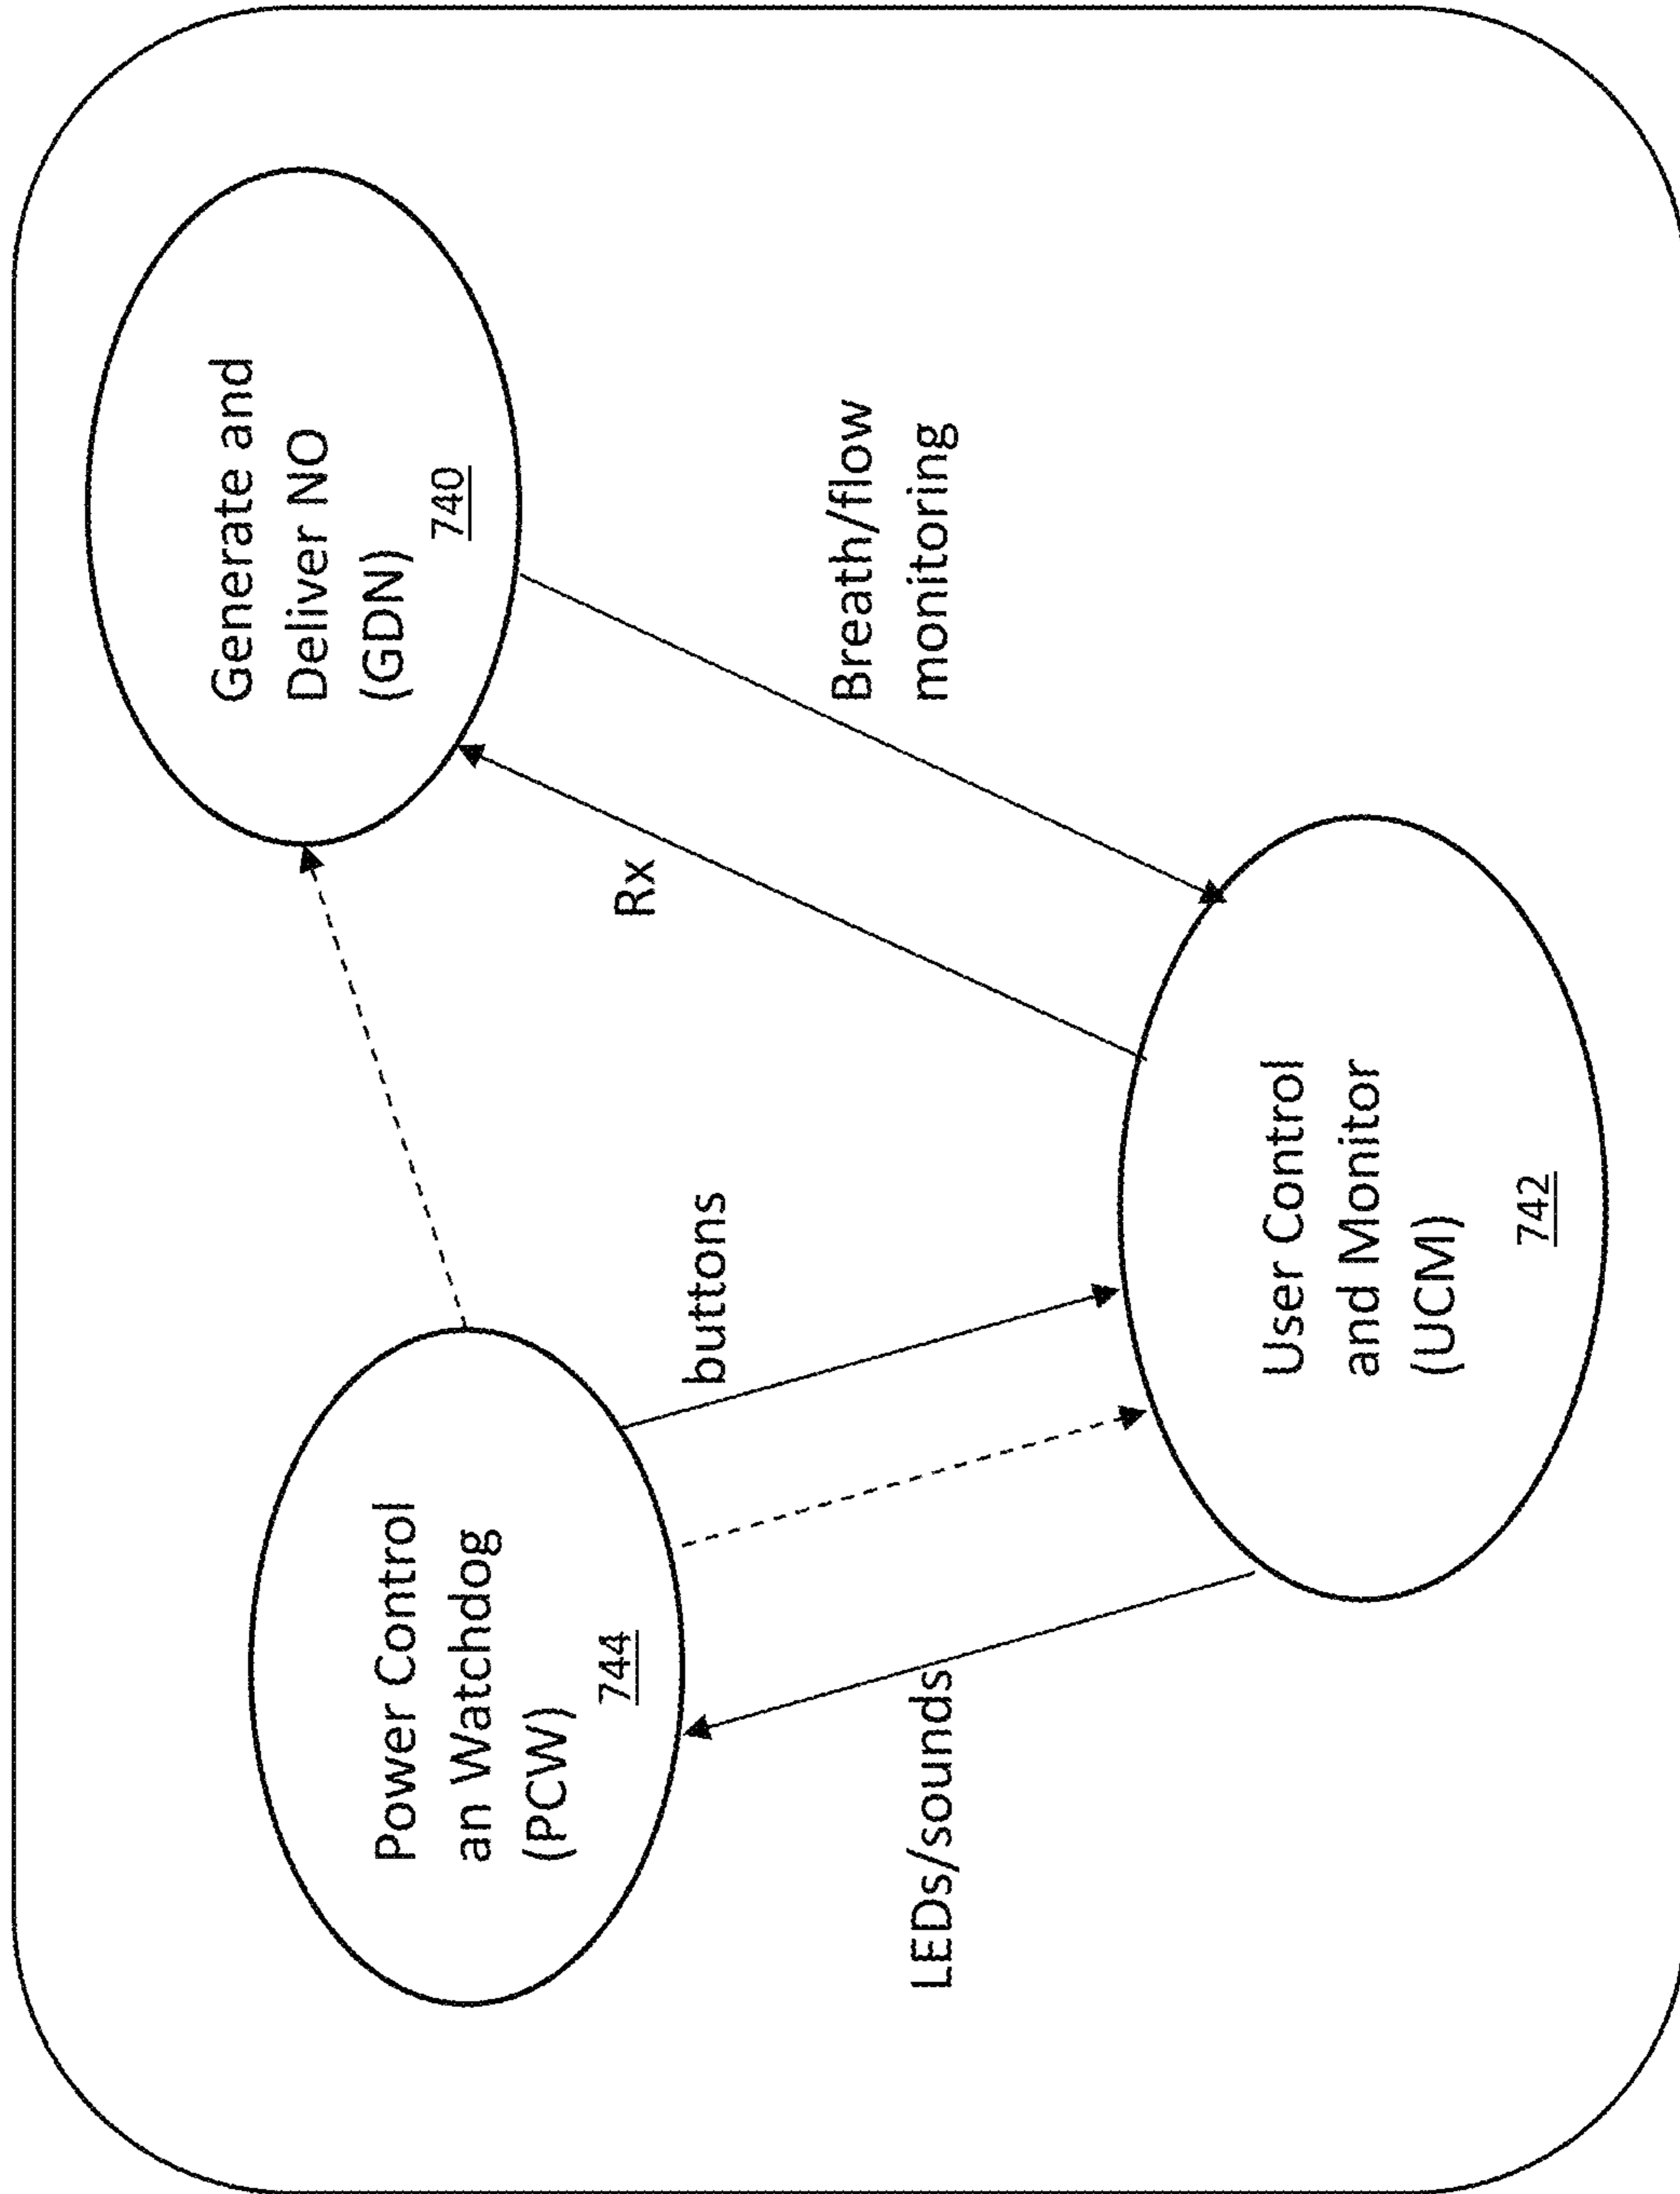 Power Control
an Watchdog
(PCW)
744
Generate and
Deliver NO
(GDN)
740
buttons
Rx
LEDs/sounds
Breath/flow
monitoring
User Control
and Monitor
(UCM)
742